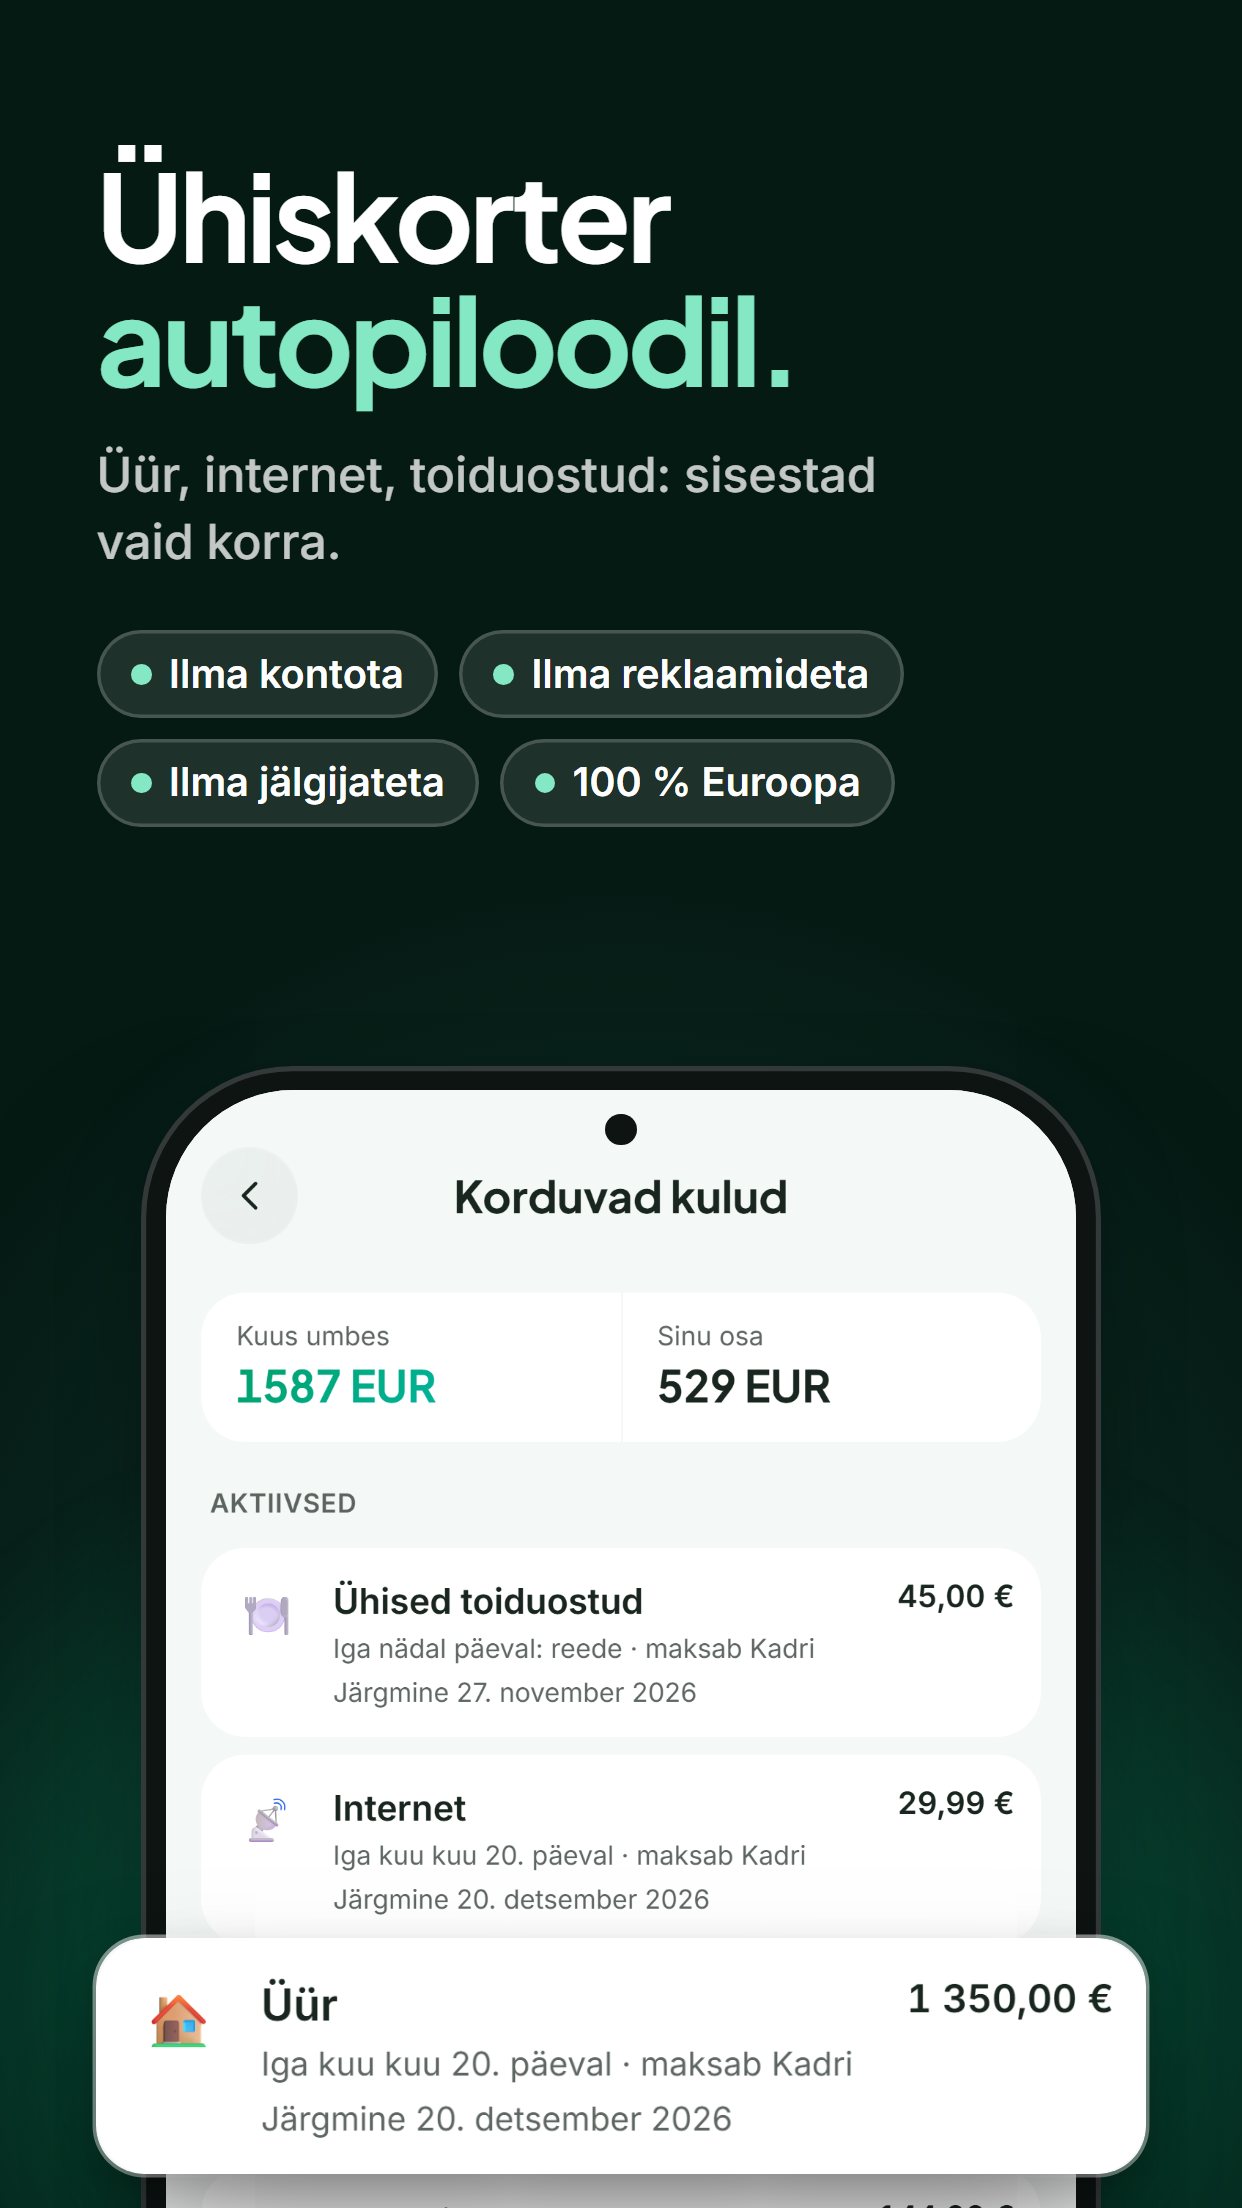 Ühiskorter
autopiloodil.
Üür, internet, toiduostud: sisestad
vaid korra.
Ilma kontota
Ilma reklaamideta
Ilma jälgijateta
100 % Euroopa
Korduvad kulud
Kuus umbes
1587 EUR
Sinu osa
529 EUR
AKTIIVSED
Ühised toiduostud
45,00 €
Iga nädal päeval: reede · maksab Kadri
Järgmine 27. november 2026
Internet
29,99 €
Iga kuu kuu 20. päeval · maksab Kadri
Järgmine 20. detsember 2026
Üür
1 350,00 €
Iga kuu kuu 20. päeval · maksab Kadri
Järgmine 20. detsember 2026